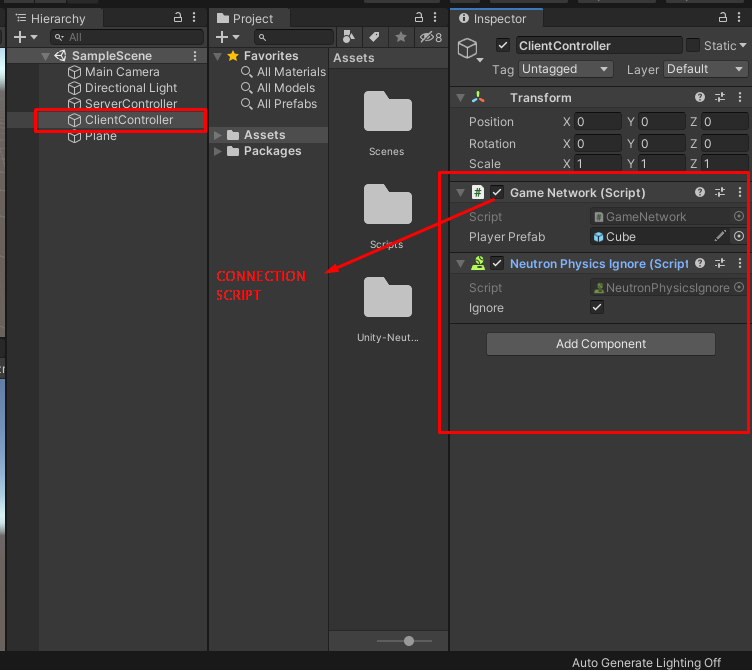 Hierarchy
All
SampleScene
Main Camera
Directional Light
ServerController
ClientController
Plane
Project
8
Favorites
All Materials
All Models
All Prefabs
Assets
Packages
Assets
Scenes
Scripts
Unity-Neut...
CONNECTION
SCRIPT
Inspector
ClientController
Static
Tag Untagged Layer Default
Transform
Position X 0 Y 0 Z 0
Rotation X 0 Y 0 Z 0
Scale X 1 Y 1 Z 1
# Game Network (Script)
Script # GameNetwork
Player Prefab Cube
Neutron Physics Ignore (Script
Script NeutronPhysicsIgnore
Ignore
Add Component
Auto Generate Lighting Off